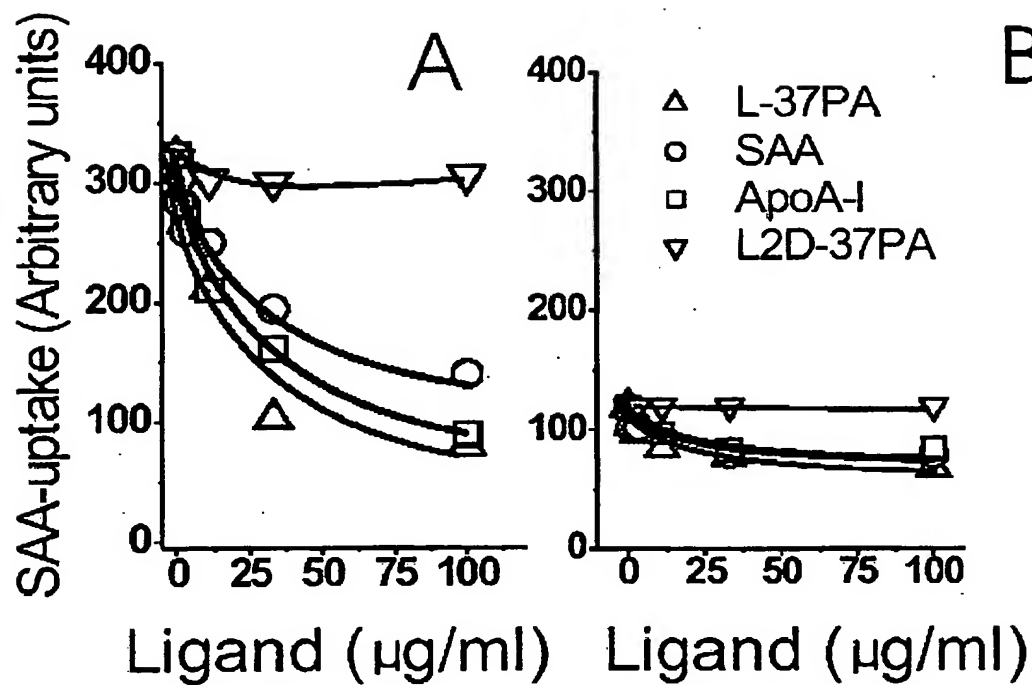 A
B
SAA-uptake (Arbitrary units)
400
300
200
100
0
0 25 50 75 100
Ligand (µg/ml)
400
300
200
100
0
L-37PA
SAA
ApoA-I
L2D-37PA
0 25 50 75 100
Ligand (µg/ml)